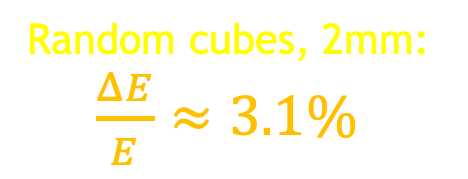 Random cubes, 2mm:
ΔE/E ≈ 3.1%